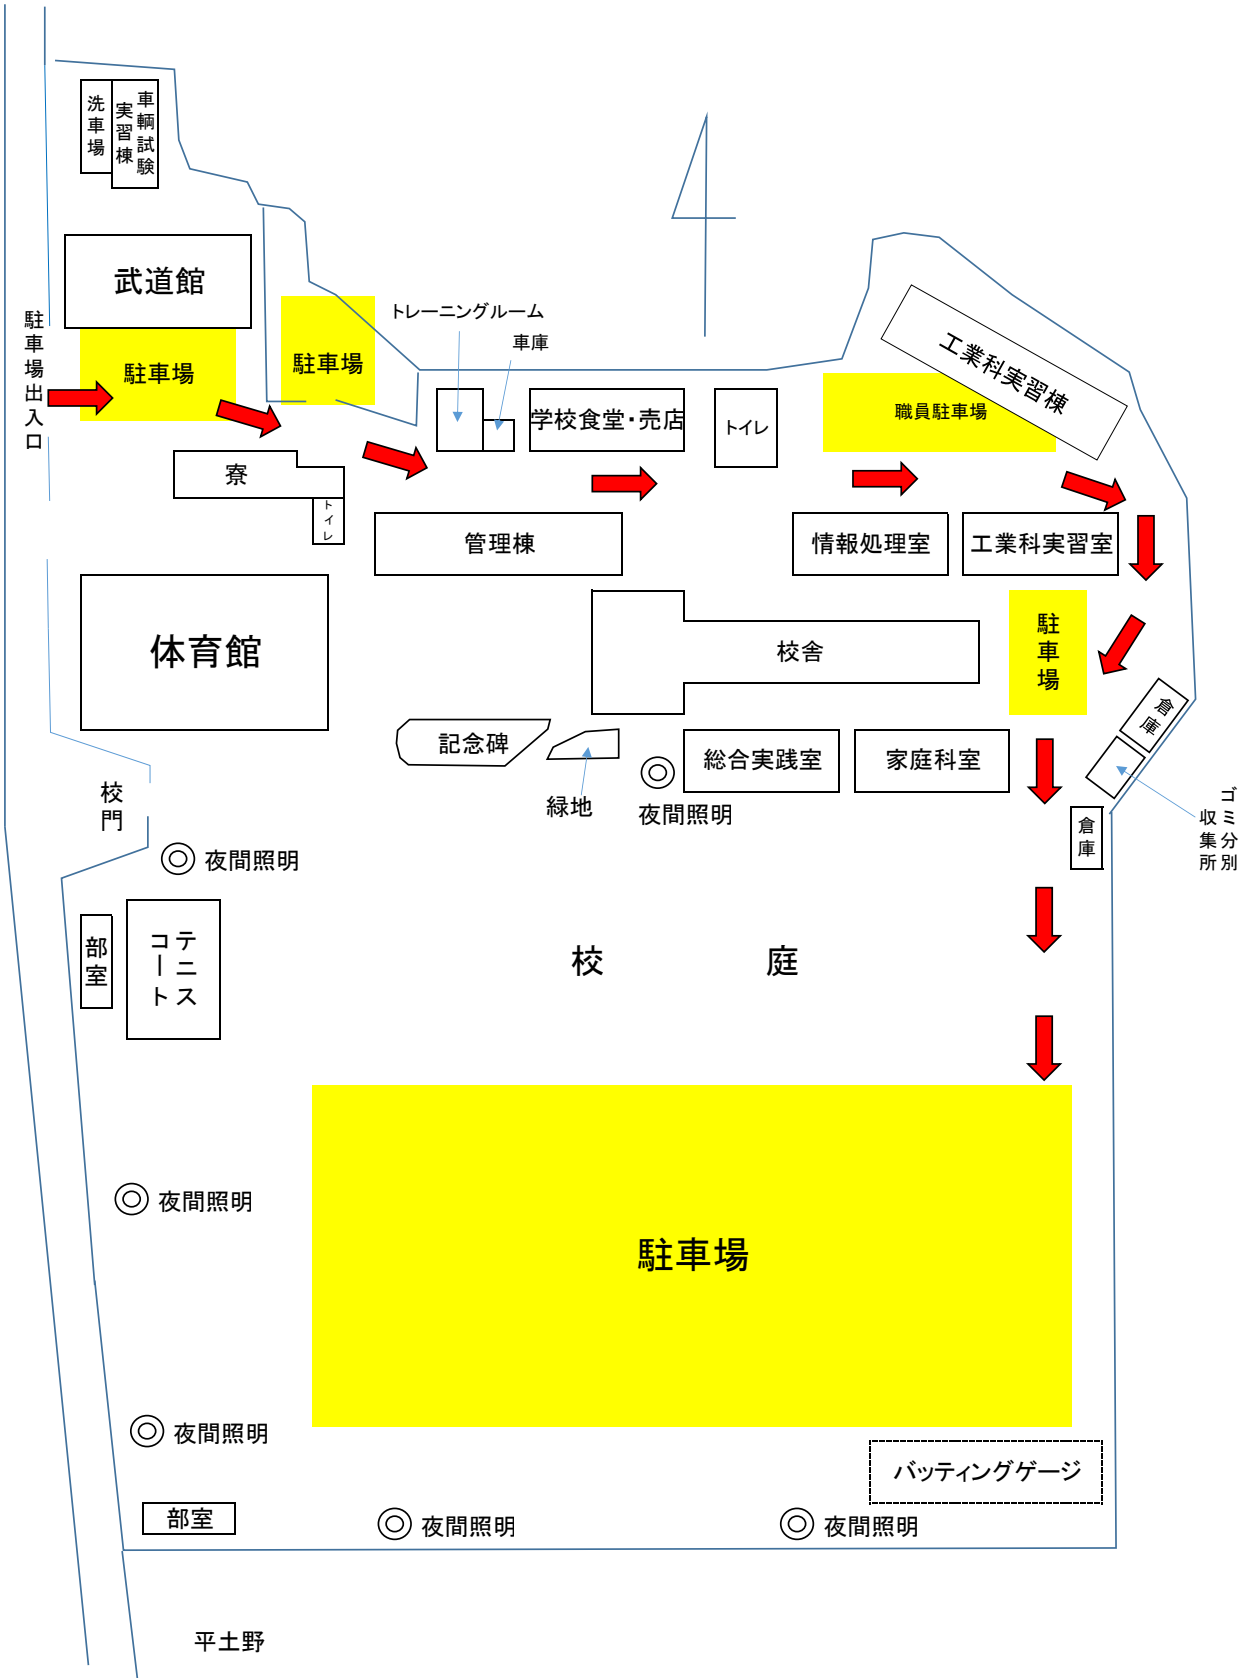 洗車場
車輌試験
実習棟
武道館
駐車場出入口
駐車場
駐車場
トレーニングルーム
車庫
学校食堂・売店
トイレ
職員駐車場
工業科実習棟
寮
トイレ
管理棟
情報処理室
工業科実習室
体育館
校舎
駐車場
倉庫
記念碑
緑地
夜間照明
総合実践室
家庭科室
校門
ゴミ分別
収集所
倉庫
夜間照明
部室
テニス
コート
校庭
夜間照明
駐車場
夜間照明
バッティングゲージ
部室
夜間照明
夜間照明
平土野